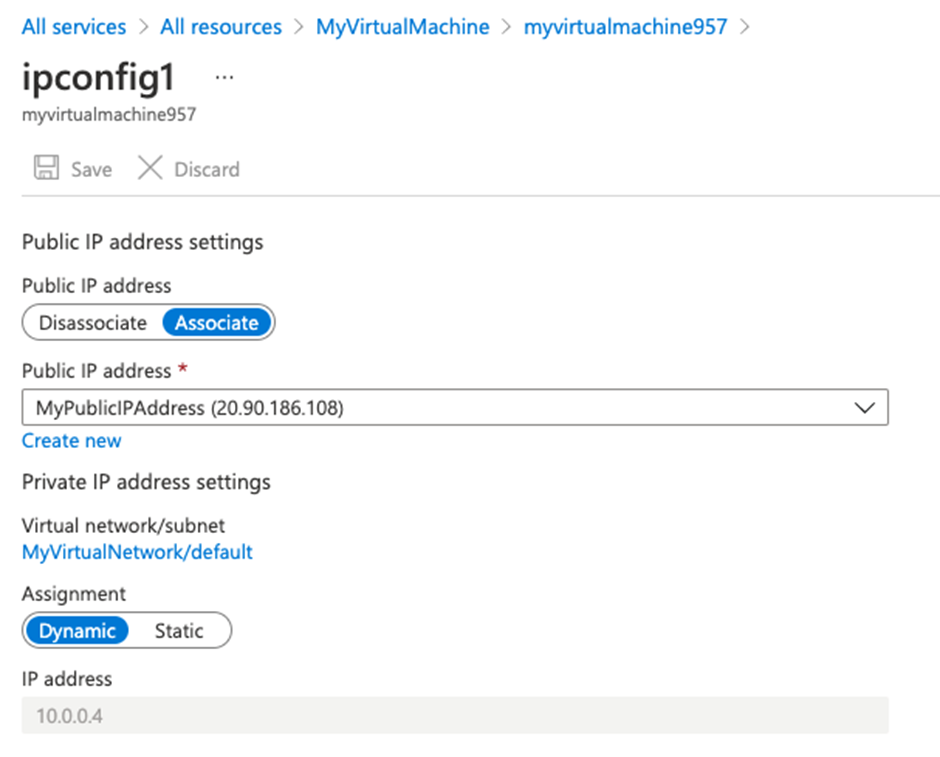 All services > All resources > MyVirtualMachine > myvirtualmachine957 >
ipconfig1 ...
myvirtualmachine957
Save Discard
Public IP address settings
Public IP address
Disassociate Associate
Public IP address *
MyPublicIPAddress (20.90.186.108)
Create new
Private IP address settings
Virtual network/subnet
MyVirtualNetwork/default
Assignment
Dynamic Static
IP address
10.0.0.4